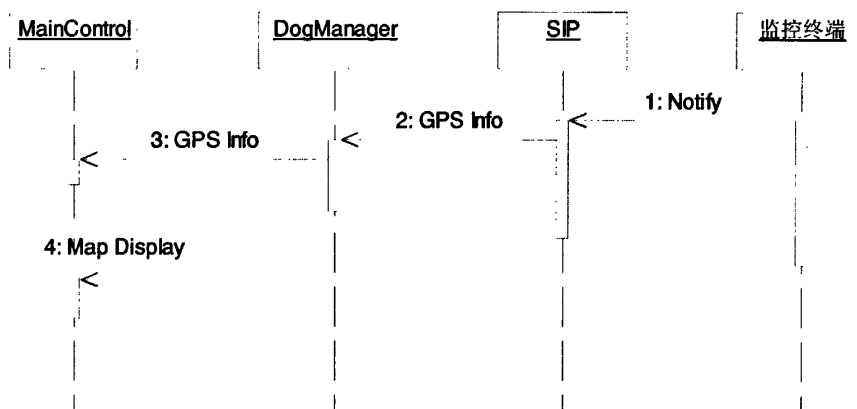 MainControl
DogManager
SIP
监控终端
1: Notify
2: GPS Info
3: GPS Info
4: Map Display